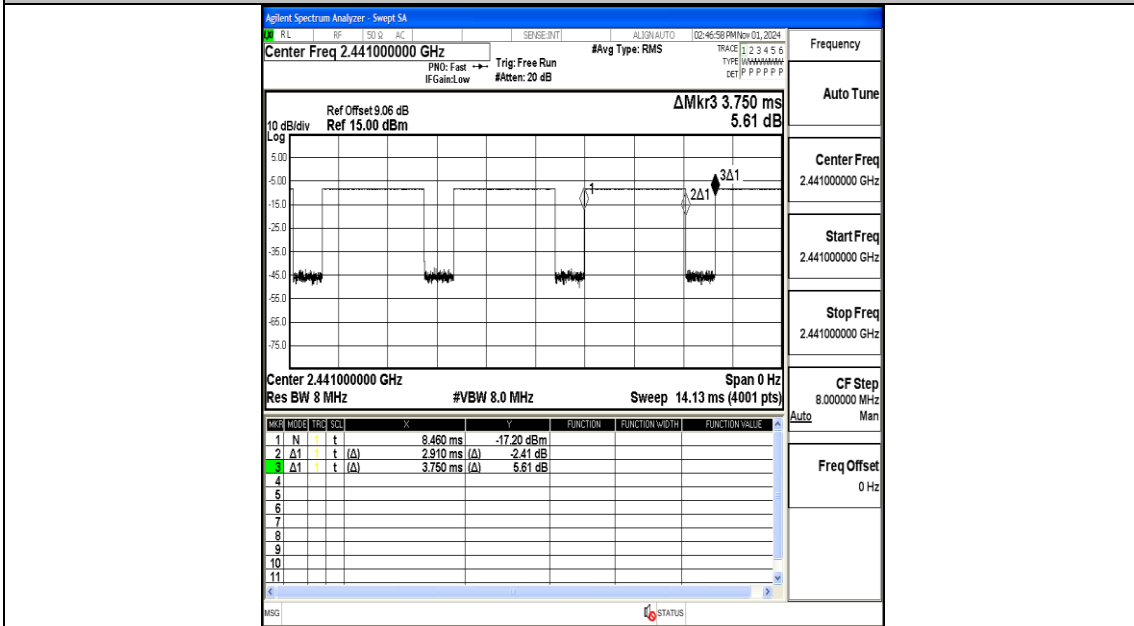 Agilent Spectrum Analyzer - Swept SA
RL RF 50 Ω AC SENSE:INT ALIGN AUTO 02:46:58 PM Nov 01, 2024
Center Freq 2.441000000 GHz
#Avg Type: RMS
TRACE 1 2 3 4 5 6
TYPE
DET P P P P P P
PNO: Fast
IFGain:Low
Trig: Free Run
#Atten: 20 dB
ΔMkr3 3.750 ms
5.61 dB
Ref Offset 9.06 dB
Ref 15.00 dBm
10 dB/div
Log
5.00
-5.00
-15.0
-25.0
-35.0
-45.0
-55.0
-65.0
-75.0
1
2Δ1
3Δ1
Center 2.441000000 GHz
Span 0 Hz
Res BW 8 MHz
#VBW 8.0 MHz
Sweep 14.13 ms (4001 pts)
MKR MODE TRC SCL X Y FUNCTION FUNCTION WIDTH FUNCTION VALUE
1 N 1 t 8.460 ms -17.20 dBm
2 Δ1 1 t (Δ) 2.910 ms (Δ) -2.41 dB
3 Δ1 1 t (Δ) 3.750 ms (Δ) 5.61 dB
4
5
6
7
8
9
10
11
MSG
STATUS
Frequency
Auto Tune
Center Freq
2.441000000 GHz
Start Freq
2.441000000 GHz
Stop Freq
2.441000000 GHz
CF Step
8.000000 MHz
Auto Man
Freq Offset
0 Hz